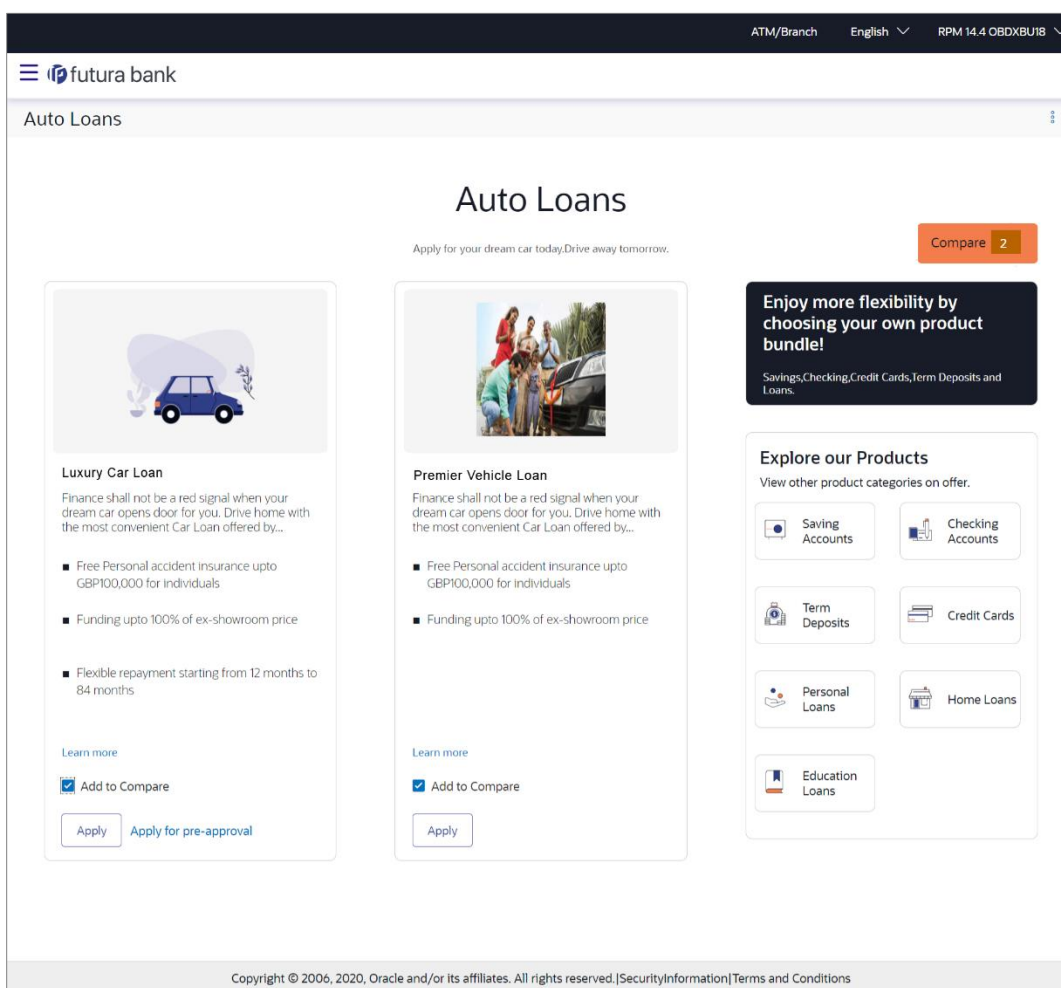 ATM/Branch English RPM 14.4 OBDXBU18
futura bank
Auto Loans
Auto Loans
Apply for your dream car today.Drive away tomorrow.
Compare 2
Luxury Car Loan
Finance shall not be a red signal when your
dream car opens door for you. Drive home with
the most convenient Car Loan offered by...
Free Personal accident insurance upto
GBP100,000 for individuals
Funding upto 100% of ex-showroom price
Flexible repayment starting from 12 months to
84 months
Learn more
Add to Compare
Apply Apply for pre-approval
Premier Vehicle Loan
Finance shall not be a red signal when your
dream car opens door for you. Drive home with
the most convenient Car Loan offered by...
Free Personal accident insurance upto
GBP100,000 for individuals
Funding upto 100% of ex-showroom price
Learn more
Add to Compare
Apply
Enjoy more flexibility by
choosing your own product
bundle!
Savings,Checking,Credit Cards,Term Deposits and
Loans.
Explore our Products
View other product categories on offer.
Saving
Accounts
Checking
Accounts
Term
Deposits
Credit Cards
Personal
Loans
Home Loans
Education
Loans
Copyright © 2006, 2020, Oracle and/or its affiliates. All rights reserved.|SecurityInformation|Terms and Conditions